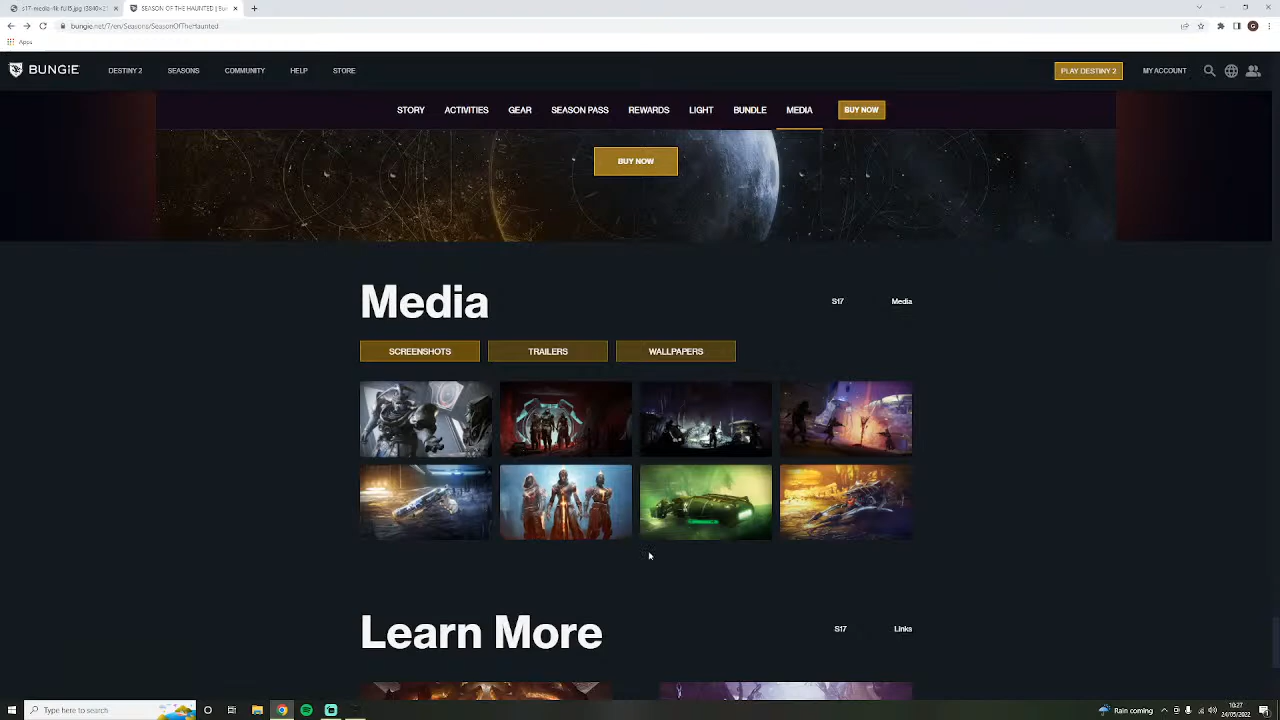 s17-media-4k-full5.jpg (3840×21
SEASON OF THE HAUNTED | Bun
bungie.net/7/en/Seasons/SeasonOfTheHaunted
Apps
BUNGIE
DESTINY 2
SEASONS
COMMUNITY
HELP
STORE
PLAY DESTINY 2
MY ACCOUNT
STORY
ACTIVITIES
GEAR
SEASON PASS
REWARDS
LIGHT
BUNDLE
MEDIA
BUY NOW
BUY NOW
Media
S17
Media
SCREENSHOTS
TRAILERS
WALLPAPERS
Learn More
S17
Links
Type here to search
Rain coming
10:27
24/05/2022